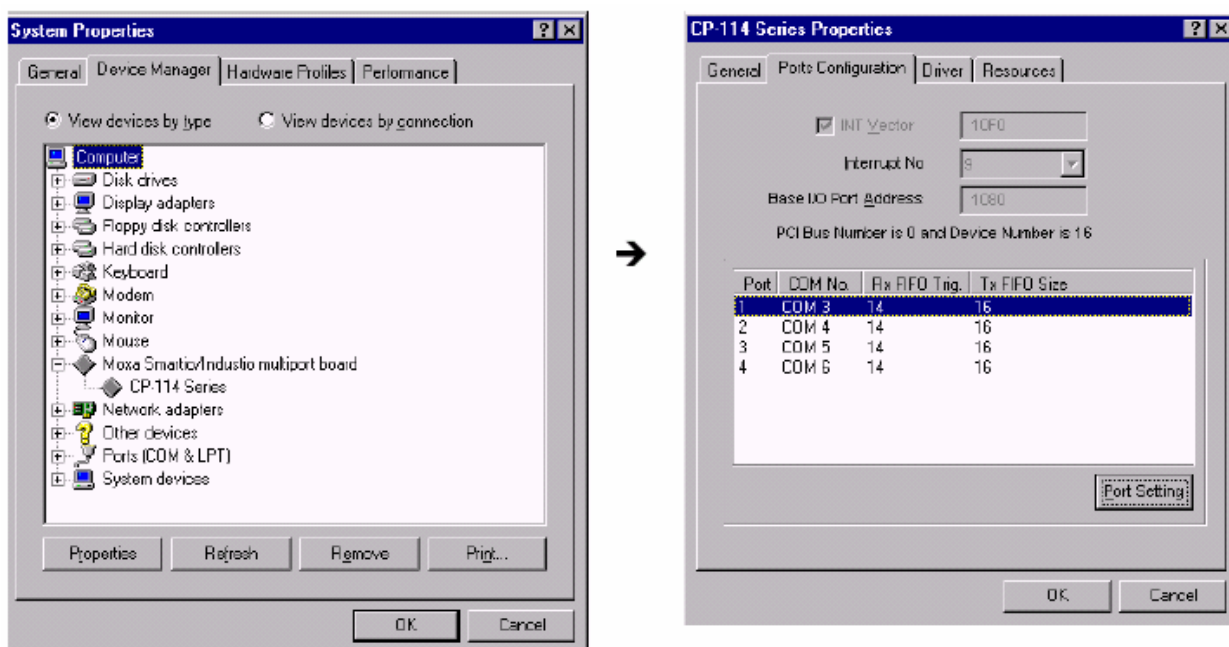 System Properties
General Device Manager Hardware Profiles Performance
View devices by type View devices by connection
Computer
Disk drives
Display adapters
Floppy disk controllers
Hard disk controllers
Keyboard
Modem
Monitor
Mouse
Moxa Smartio/Industio multiport board
CP-114 Series
Network adapters
Other devices
Ports (COM & LPT)
System devices
Properties Refresh Remove Print...
OK Cancel
CP-114 Series Properties
General Ports Configuration Driver Resources
INT Vector 10F0
Interrupt No 9
Base I/O Port Address 1080
PCI Bus Number is 0 and Device Number is 16
Port COM No. Rx FIFO Trig. Tx FIFO Size
1 COM 3 14 16
2 COM 4 14 16
3 COM 5 14 16
4 COM 6 14 16
Port Setting
OK Cancel